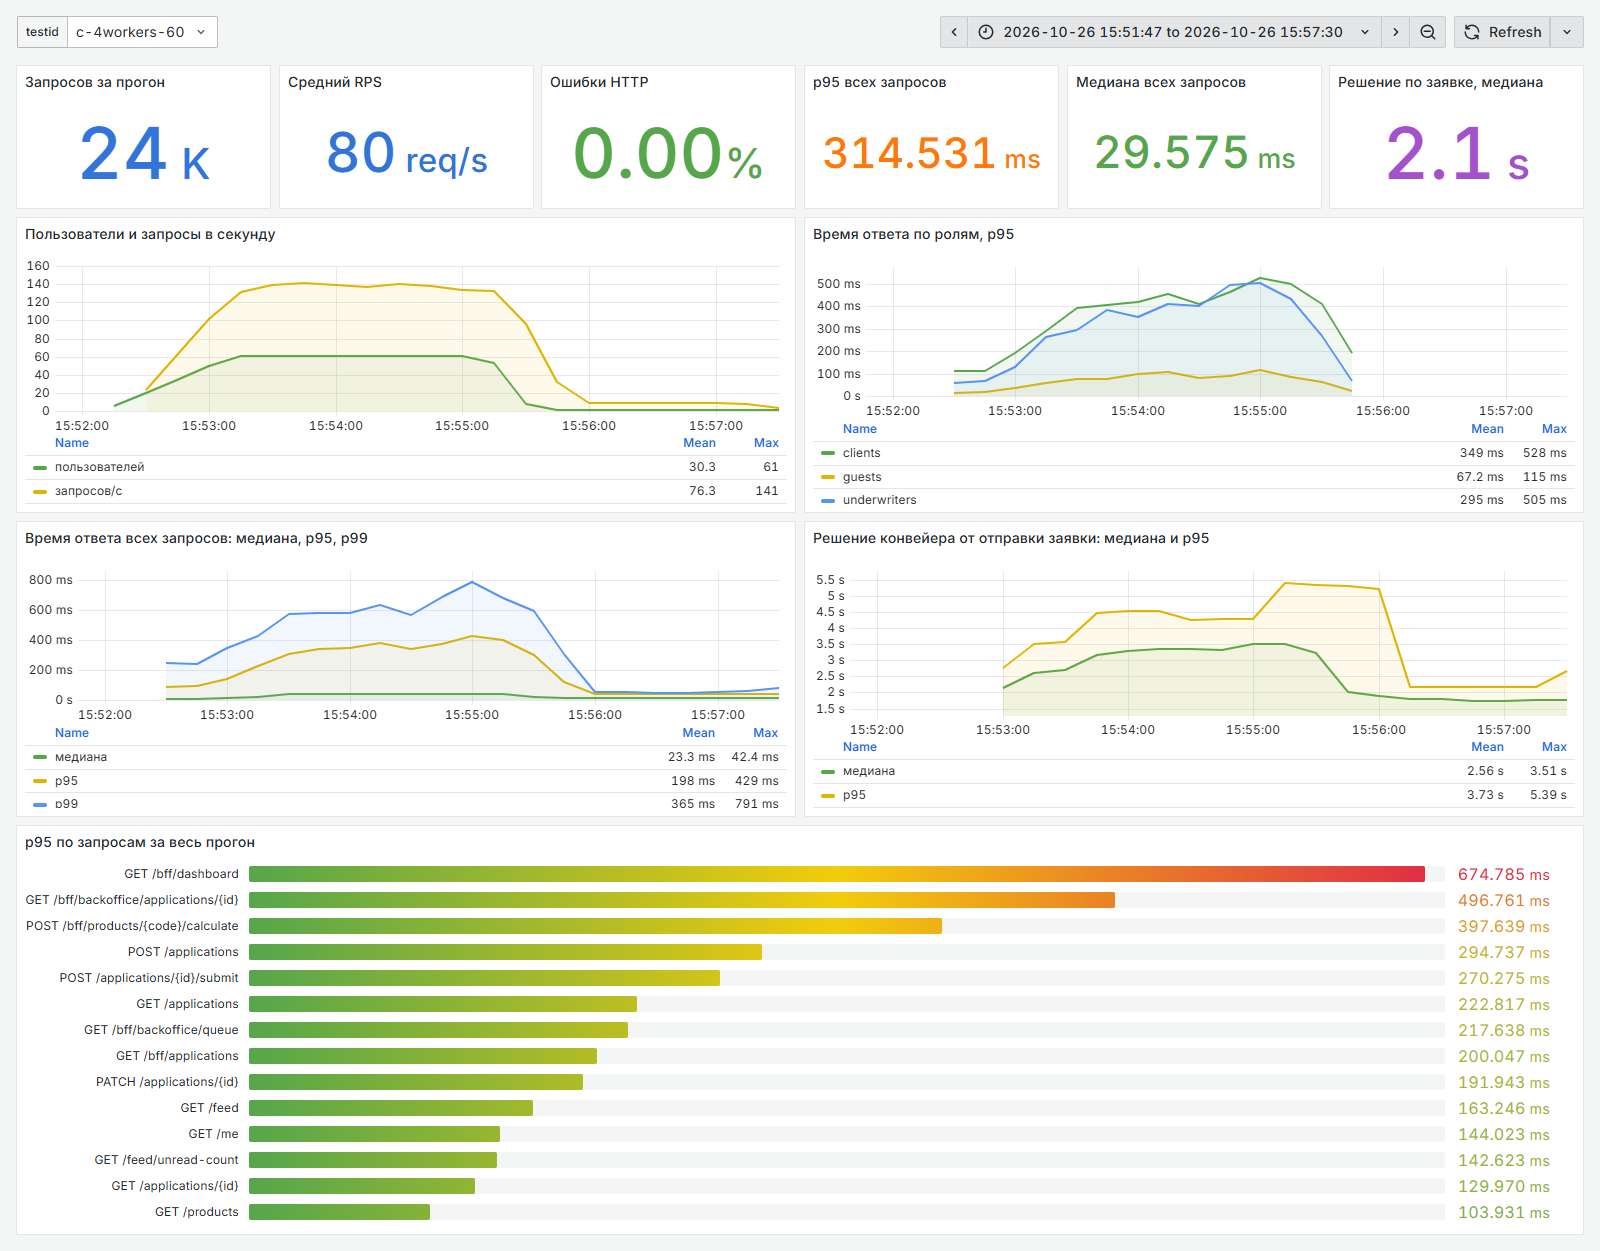 testid c-4workers-60 2026-10-26 15:51:47 to 2026-10-26 15:57:30 Refresh
Запросов за прогон
24 K
Средний RPS
80 req/s
Ошибки HTTP
0.00%
p95 всех запросов
314.531 ms
Медиана всех запросов
29.575 ms
Решение по заявке, медиана
2.1 s
Пользователи и запросы в секунду
160
140
120
100
80
60
40
20
0
15:52:00 15:53:00 15:54:00 15:55:00 15:56:00 15:57:00
Name Mean Max
пользователей 30.3 61
запросов/с 76.3 141
Время ответа по ролям, p95
500 ms
400 ms
300 ms
200 ms
100 ms
0 s
15:52:00 15:53:00 15:54:00 15:55:00 15:56:00 15:57:00
Name Mean Max
clients 349 ms 528 ms
guests 67.2 ms 115 ms
underwriters 295 ms 505 ms
Время ответа всех запросов: медиана, p95, p99
800 ms
600 ms
400 ms
200 ms
0 s
15:52:00 15:53:00 15:54:00 15:55:00 15:56:00 15:57:00
Name Mean Max
медиана 23.3 ms 42.4 ms
p95 198 ms 429 ms
p99 365 ms 791 ms
Решение конвейера от отправки заявки: медиана и p95
5.5 s
5 s
4.5 s
4 s
3.5 s
3 s
2.5 s
2 s
1.5 s
15:52:00 15:53:00 15:54:00 15:55:00 15:56:00 15:57:00
Name Mean Max
медиана 2.56 s 3.51 s
p95 3.73 s 5.39 s
p95 по запросам за весь прогон
GET /bff/dashboard 674.785 ms
GET /bff/backoffice/applications/{id} 496.761 ms
POST /bff/products/{code}/calculate 397.639 ms
POST /applications 294.737 ms
POST /applications/{id}/submit 270.275 ms
GET /applications 222.817 ms
GET /bff/backoffice/queue 217.638 ms
GET /bff/applications 200.047 ms
PATCH /applications/{id} 191.943 ms
GET /feed 163.246 ms
GET /me 144.023 ms
GET /feed/unread-count 142.623 ms
GET /applications/{id} 129.970 ms
GET /products 103.931 ms